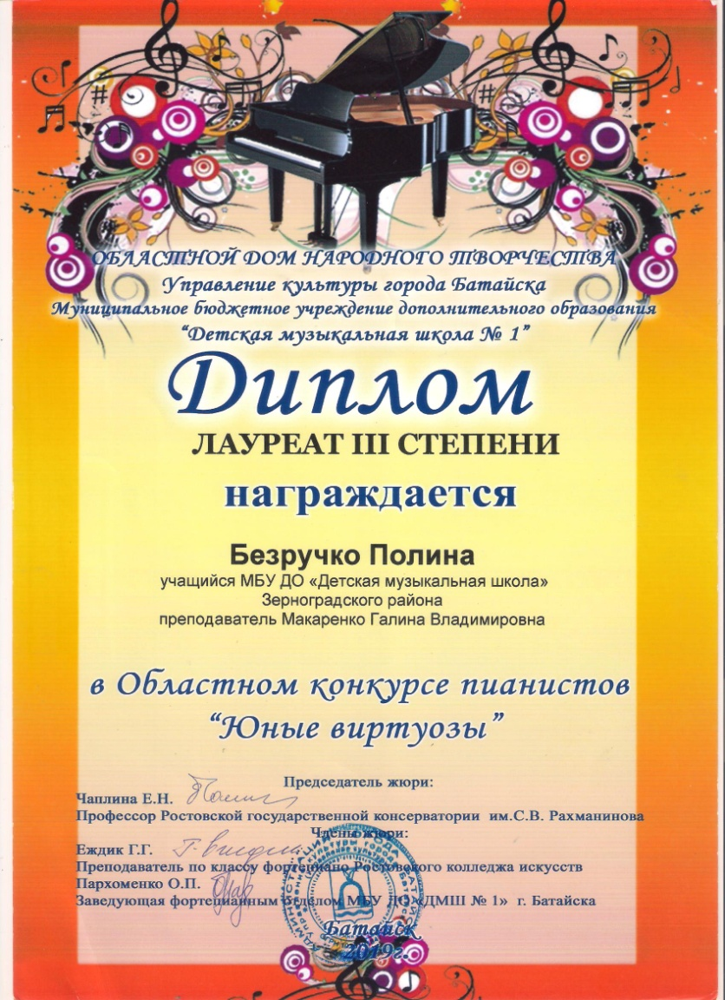 ОБЛАСТНОЙ ДОМ НАРОДНОГО ТВОРЧЕСТВА
Управление культуры города Батайска
Муниципальное бюджетное учреждение дополнительного образования
“Детская музыкальная школа № 1”
Диплом
ЛАУРЕАТ III СТЕПЕНИ
награждается
Безручко Полина
учащийся МБУ ДО «Детская музыкальная школа»
Зерноградского района
преподаватель Макаренко Галина Владимировна
в Областном конкурсе пианистов
“Юные виртуозы”
Председатель жюри:
Чаплина Е.Н.
Профессор Ростовской государственной консерватории им.С.В. Рахманинова
Члены жюри:
Еждик Г.Г.
Преподаватель по классу фортепиано Ростовского колледжа искусств
Пархоменко О.П.
Заведующая фортепианным отделом МБУ ДО «ДМШ № 1» г. Батайска
Батайск
2019г.